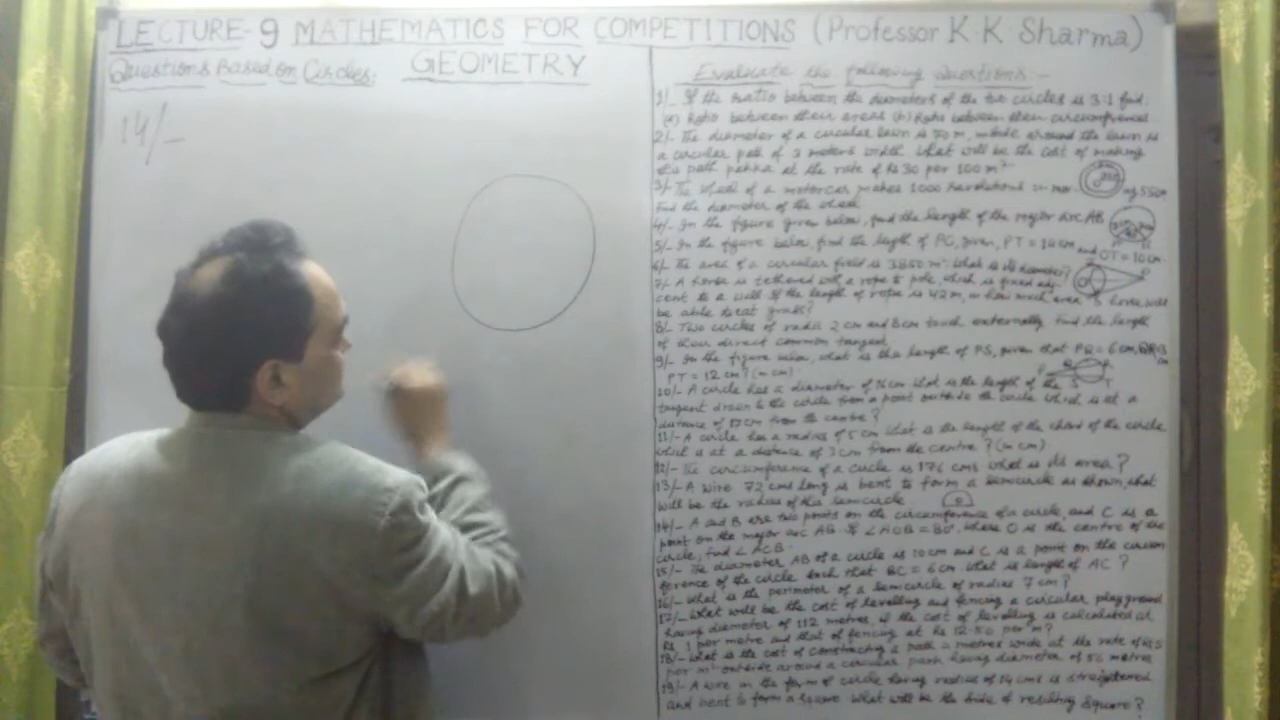 LECTURE-9 MATHEMATICS FOR COMPETITIONS (Professor K.K. Sharma)
Questions Based on Circles:
GEOMETRY
14/-
Evaluate the following Questions:-
1/- If the ratio between the diameters of the two circles is 3:1 find.
(a) Ratio between their areas (b) Ratio between their circumferences
2/- The diameter of a circular lawn is 70 m, outside around the lawn is
a circular path of 3 meters width. What will be the cost of making
the path pakka at the rate of Rs 30 per 100 m²
3/- The wheel of a motorcar makes 1000 revolutions in
Find the diameter of the wheel
4/- In the figure given below, find the length of the major arc AB
5/- In the figure below, find the length of PC, given, PT = 10 cm and OT = 10 cm.
6/- The area of a circular field is 3850 m². What is its diameter?
7/- A horse is tethered with a rope to pole, which is fixed adj-
cent to a wall. If the length of rope is 42 m, in how much area horse will
be able to eat grass?
8/- Two circles of radii 2 cm and 8 cm touch externally. Find the length
of their direct common tangent.
9/- In the figure below, what is the length of PS, given that PQ = 6 cm,
PT = 12 cm? (in cm)
10/- A circle has a diameter of 16 cm. What is the length of the
tangent drawn to the circle from a point outside the circle which is at a
distance of 17 cm from the centre?
11/- A circle has a radius of 5 cm. What is the length of the chord of the circle
which is at a distance of 3 cm from the centre? (in cm)
12/- The circumference of a circle is 176 cms. What is its area?
13/- A wire 72 cms long is bent to form a semicircle as shown, what
will be the radius of this semicircle
14/- A and B are two points on the circumference of a circle and C is a
point on the major arc AB. If ∠AOB = 80°, where O is the centre of the
circle, find ∠ACB.
15/- The diameter AB of a circle is 10 cm and C is a point on the circum
ference of the circle such that BC = 6 cm. What is length of AC?
16/- What is the perimeter of a semicircle of radius 7 cm?
17/- What will be the cost of levelling and fencing a circular playground
having diameter of 112 metres, if the cost of levelling is calculated at
Rs 1 per metre and that of fencing at Rs 12.50 per m?
18/- What is the cost of constructing a path metres wide at the rate of Rs 5
per m² outside around a circular park having diameter of 56 metres
19/- A wire in the form of circle having radius of 14 cms is straightened
and bent to form a square. What will be the side of resulting square?